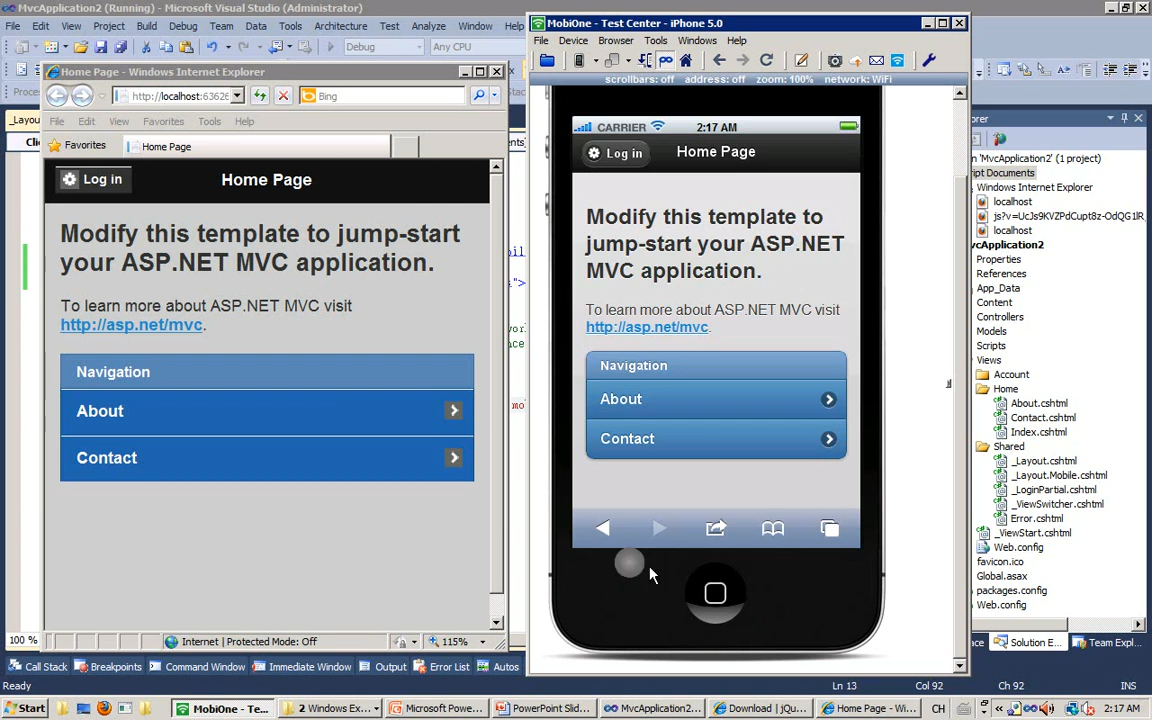 MvcApplication2 (Running) - Microsoft Visual Studio (Administrator)
File Edit View Project Build Debug Team Data Tools Architecture Test Analyze Window
Debug Any CPU
Home Page - Windows Internet Explorer
http://localhost:63626 Bing
File Edit View Favorites Tools Help
Favorites Home Page
Log in Home Page
Modify this template to jump-start
your ASP.NET MVC application.
To learn more about ASP.NET MVC visit
http://asp.net/mvc.
Navigation
About
Contact
Internet | Protected Mode: Off 115%
MobiOne - Test Center - iPhone 5.0
File Device Browser Tools Windows Help
scrollbars: off address: off zoom: 100% network: WiFi
CARRIER 2:17 AM
Log in Home Page
Modify this template to
jump-start your ASP.NET
MVC application.
To learn more about ASP.NET MVC visit
http://asp.net/mvc.
Navigation
About
Contact
MvcApplication2' (1 project)
Script Documents
Windows Internet Explorer
localhost
js?v=UcJs9KVZPdCupt8z-OdQG1lR
localhost
MvcApplication2
Properties
References
App_Data
Content
Controllers
Models
Scripts
Views
Account
Home
About.cshtml
Contact.cshtml
Index.cshtml
Shared
_Layout.cshtml
_Layout.Mobile.cshtml
_LoginPartial.cshtml
_ViewSwitcher.cshtml
Error.cshtml
_ViewStart.cshtml
Web.config
favicon.ico
Global.asax
packages.config
Web.config
Solution E... Team Expl...
100 %
Call Stack Breakpoints Command Window Immediate Window Output Error List Autos
Ready Ln 13 Col 92 Ch 92 INS
Start MobiOne - Te... 2 Windows Ex... Microsoft Powe... PowerPoint Slid... MvcApplication2... Download | jQu... Home Page - Wi... CH 2:17 AM